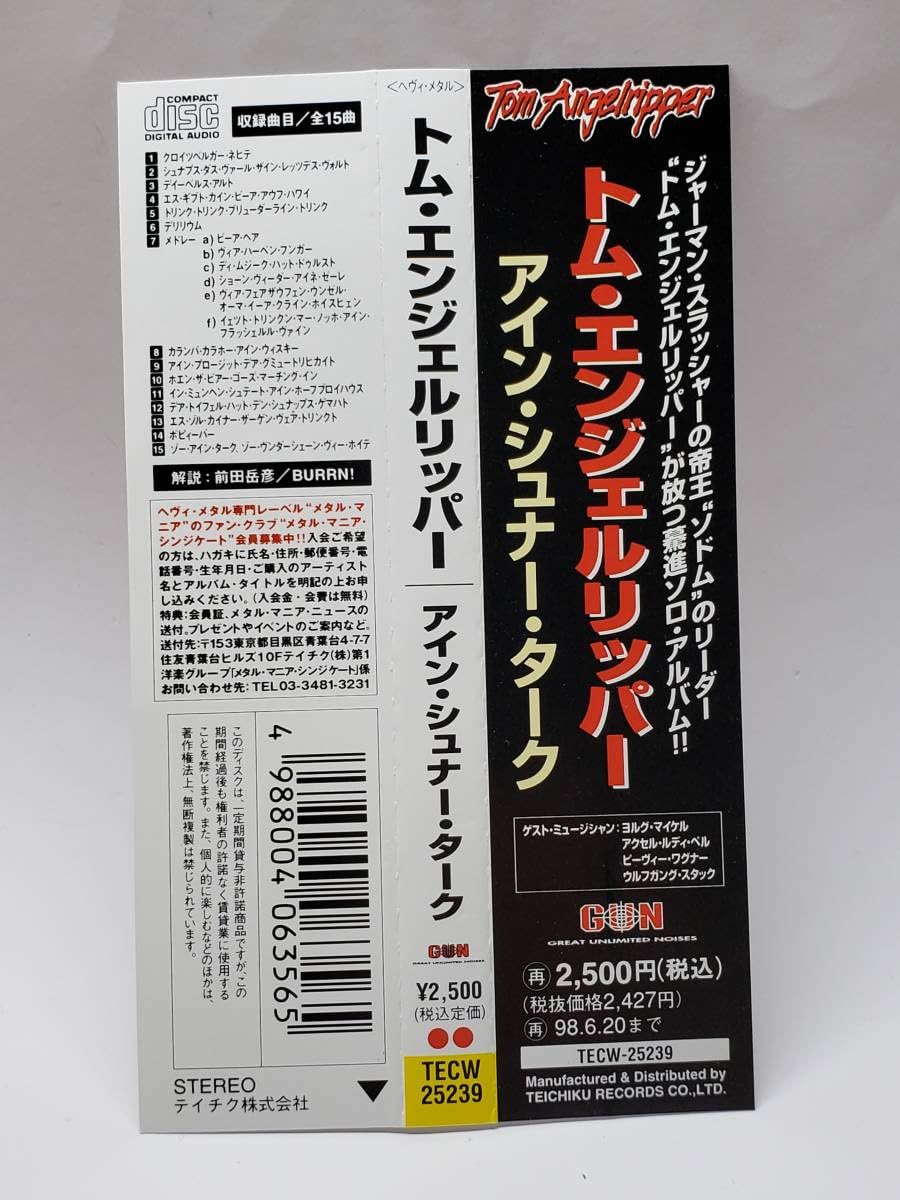 COMPACT
disc
DIGITAL AUDIO
収録曲目/全15曲
1 クロイツベルガー・ネヒテ
2 シュナプス・ダス・ヴァール・ザイン・レッツデス・ヴォルト
3 デイーベルス・アルト
4 エス・ギブト・カイン・ビーア・アウフ・ハワイ
5 トリンク・トリンク・ブリューダーライン・トリンク
6 デリリウム
7 メドレー a) ビーア・ヘア
b) ヴィア・ハーベン・フンガー
c) ディ・ムジーク・ハット・ドゥルスト
d) ショーン・ヴィーダー・アイネ・ゼーレ
e) ヴィア・フェアザウフェン・ウンゼル・
オーマ・イーア・クライン・ホイスヒェン
f) イェツト・トリンクン・マー・ノッホ・アイン・
フラッシェルル・ヴァイン
8 カランバ・カラホー・アイン・ウィスキー
9 アイン・プロージット・デア・グミュートリヒカイト
10 ホエン・ザ・ビアー・ゴーズ・マーチング・イン
11 イン・ミュンヘン・シュテート・アイン・ホーフブロイハウス
12 デア・トイフェル・ハット・デン・シュナップス・ゲマハト
13 エス・ゾル・カイナー・ザーゲン・ヴェア・トリンクト
14 ボビィーバー
15 ゾー・アイン・ターク、ゾー・ヴンダーシェーン・ヴィー・ホイテ
解説:前田岳彦/BURRN!
ヘヴィ・メタル専門レーベル“メタル・マ
ニア”のファン・クラブ“メタル・マニア・
シンジケート”会員募集中!!入会ご希望
の方は、ハガキに氏名・住所・郵便番号・電
話番号・生年月日・ご購入のアーティスト
名とアルバム・タイトルを明記の上お申
し込みください。(入会金・会費は無料)
特典:会員証、メタル・マニア・ニュースの
送付。プレゼントやイベントのご案内など。
送付先:〒153東京都目黒区青葉台4-7-7
住友青葉台ヒルズ10Fテイチク(株)第1
洋楽グループ「メタル・マニア・シンジケート」係
お問い合わせ先:TEL03-3481-3231
このディスクは、一定期間貸与非許諾商品ですが、この
期間経過後も権利者の許諾なく賃貸業に使用する
ことを禁じます。また、個人的に楽しむなどのほかは、
著作権法上、無断複製は禁じられています。
4 988004 063565
STEREO
テイチク株式会社
<ヘヴィ・メタル>
トム・エンジェルリッパー
アイン・シュナー・ターク
GUN
GREAT UNLIMITED NOISES
¥2,500
(税込定価)
TECW
25239
Tom Angelripper
ジャーマン・スラッシャーの帝王“ソドム”のリーダー
“トム・エンジェルリッパー”が放つ驀進ソロ・アルバム!!
トム・エンジェルリッパー
アイン・シュナー・ターク
ゲスト・ミュージシャン:ヨルグ・マイケル
アクセル・ルディ・ペル
ピーヴィー・ワグナー
ウルフガング・スタック
GUN
GREAT UNLIMITED NOISES
再 2,500円(税込)
(税抜価格2,427円)
再 98.6.20まで
TECW-25239
Manufactured & Distributed by
TEICHIKU RECORDS CO.,LTD.